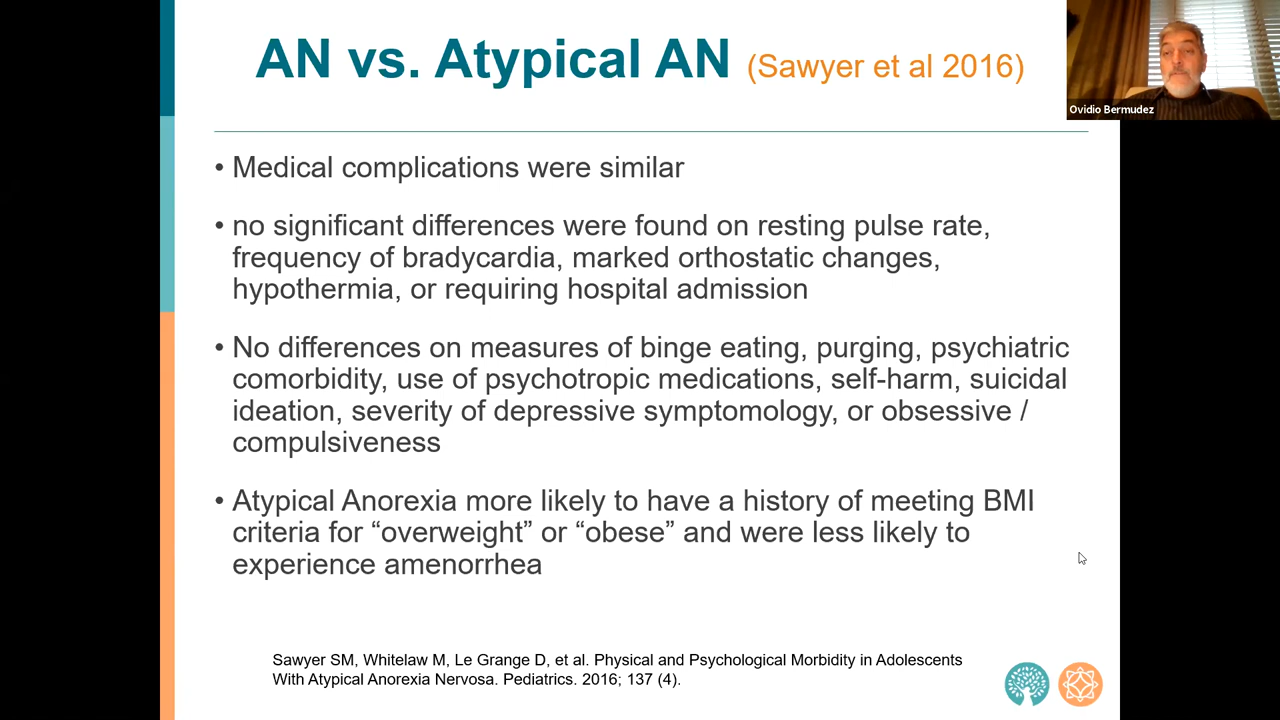 AN vs. Atypical AN (Sawyer et al 2016)
Ovidio Bermudez
• Medical complications were similar
• no significant differences were found on resting pulse rate,
frequency of bradycardia, marked orthostatic changes,
hypothermia, or requiring hospital admission
• No differences on measures of binge eating, purging, psychiatric
comorbidity, use of psychotropic medications, self-harm, suicidal
ideation, severity of depressive symptomology, or obsessive /
compulsiveness
• Atypical Anorexia more likely to have a history of meeting BMI
criteria for “overweight” or “obese” and were less likely to
experience amenorrhea
Sawyer SM, Whitelaw M, Le Grange D, et al. Physical and Psychological Morbidity in Adolescents
With Atypical Anorexia Nervosa. Pediatrics. 2016; 137 (4).